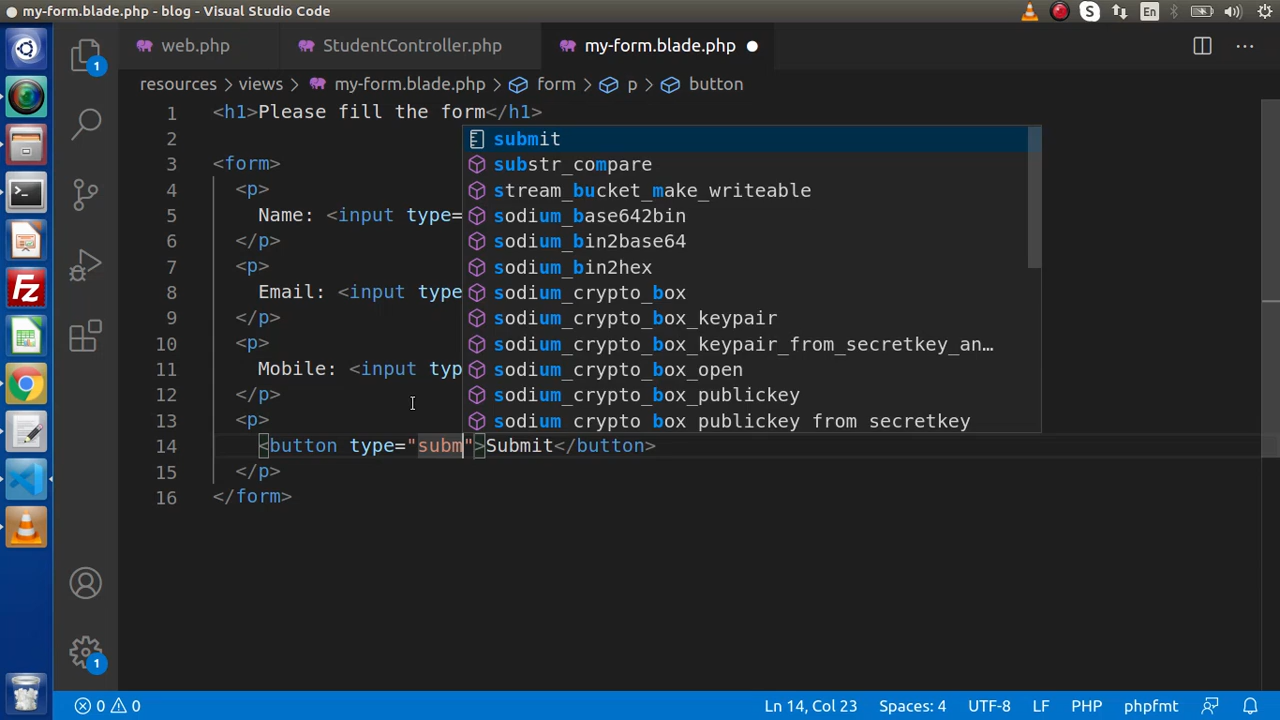 my-form.blade.php - blog - Visual Studio Code
En
web.php
StudentController.php
my-form.blade.php
resources > views > my-form.blade.php > form > p > button
1 <h1>Please fill the form</h1>
2
3 <form>
4 <p>
5 Name: <input type=
6 </p>
7 <p>
8 Email: <input type
9 </p>
10 <p>
11 Mobile: <input typ
12 </p>
13 <p>
14 <button type="subm">Submit</button>
15 </p>
16 </form>
submit
substr_compare
stream_bucket_make_writeable
sodium_base642bin
sodium_bin2base64
sodium_bin2hex
sodium_crypto_box
sodium_crypto_box_keypair
sodium_crypto_box_keypair_from_secretkey_an…
sodium_crypto_box_open
sodium_crypto_box_publickey
sodium_crypto_box_publickey_from_secretkey
1
1
Fz
S
0 0
Ln 14, Col 23
Spaces: 4
UTF-8
LF
PHP
phpfmt